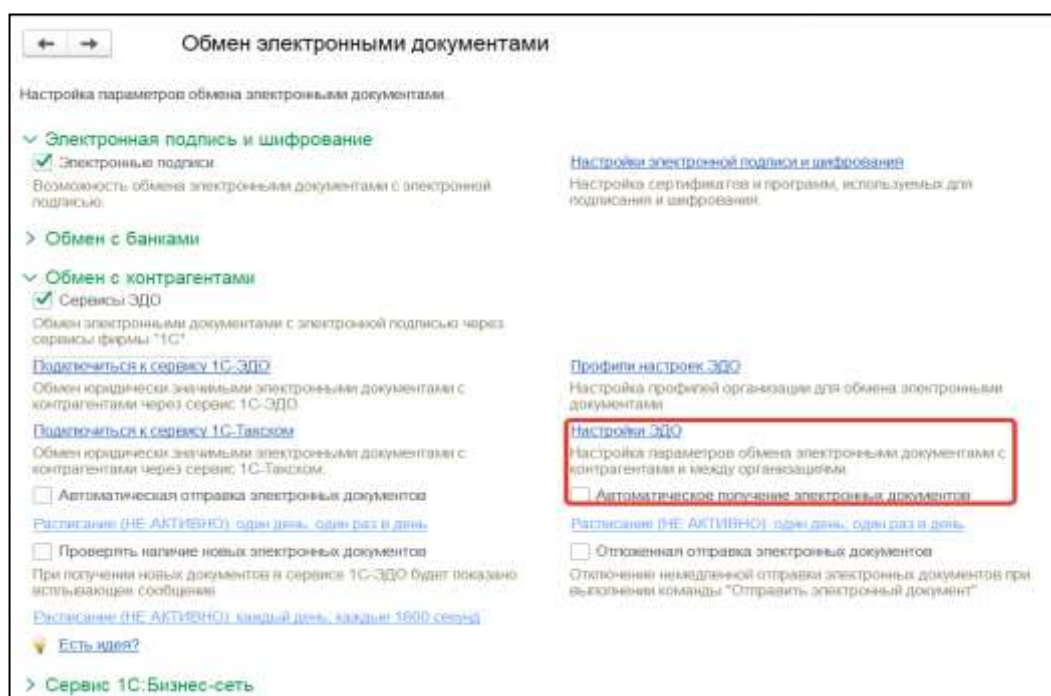 Обмен электронными документами
Настройка параметров обмена электронными документами.
Электронная подпись и шифрование
Электронные подписи
Возможность обмена электронными документами с электронной
подписью.
Настройки электронной подписи и шифрования
Настройка сертификатов и программ, используемых для
подписания и шифрования.
Обмен с банками
Обмен с контрагентами
Сервисы ЭДО
Обмен электронными документами с электронной подписью через
сервисы фирмы "1С"
Подключиться к сервису 1С-ЭДО
Обмен юридически значимыми электронными документами с
контрагентами через сервис 1С-ЭДО.
Профили настроек ЭДО
Настройка профилей организации для обмена электронными
документами
Подключиться к сервису 1С-Такском
Обмен юридически значимыми электронными документами с
контрагентами через сервис 1С-Такском.
Настройки ЭДО
Настройка параметров обмена электронными документами с
контрагентами и между организациями
Автоматическая отправка электронных документов
Расписание (НЕ АКТИВНО): один день; один раз в день
Автоматическое получение электронных документов
Расписание (НЕ АКТИВНО): один день; один раз в день
Проверять наличие новых электронных документов
При получении новых документов в сервисе 1С-ЭДО будет показано
всплывающее сообщение
Расписание (НЕ АКТИВНО): каждый день; каждые 1800 секунд
Отложенная отправка электронных документов
Отключение немедленной отправки электронных документов при
выполнении команды "Отправить электронный документ"
Есть идея?
Сервис 1С:Бизнес-сеть